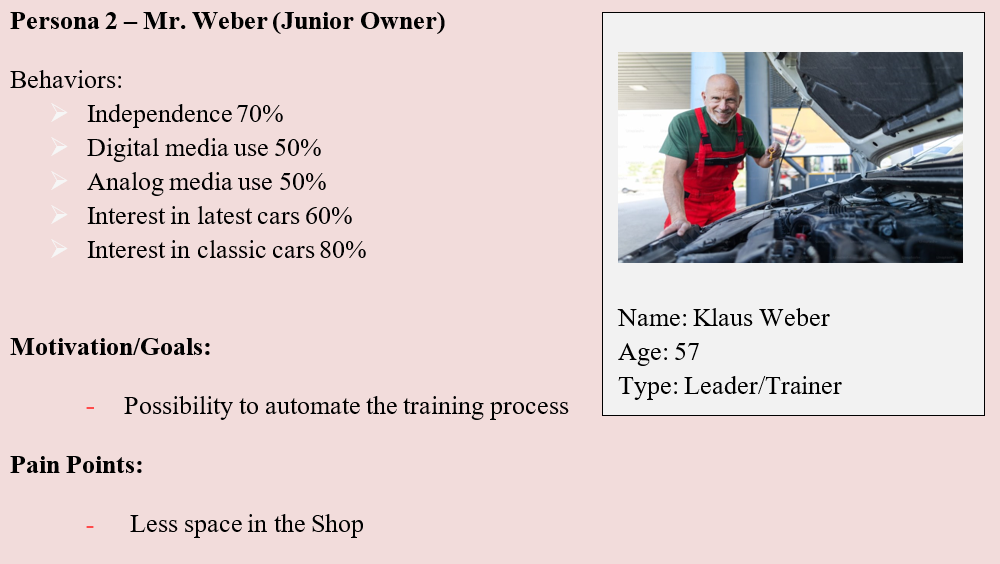 Persona 2 – Mr. Weber (Junior Owner)
Behaviors:
Independence 70%
Digital media use 50%
Analog media use 50%
Interest in latest cars 60%
Interest in classic cars 80%
Motivation/Goals:
- Possibility to automate the training process
Pain Points:
- Less space in the Shop
Name: Klaus Weber
Age: 57
Type: Leader/Trainer